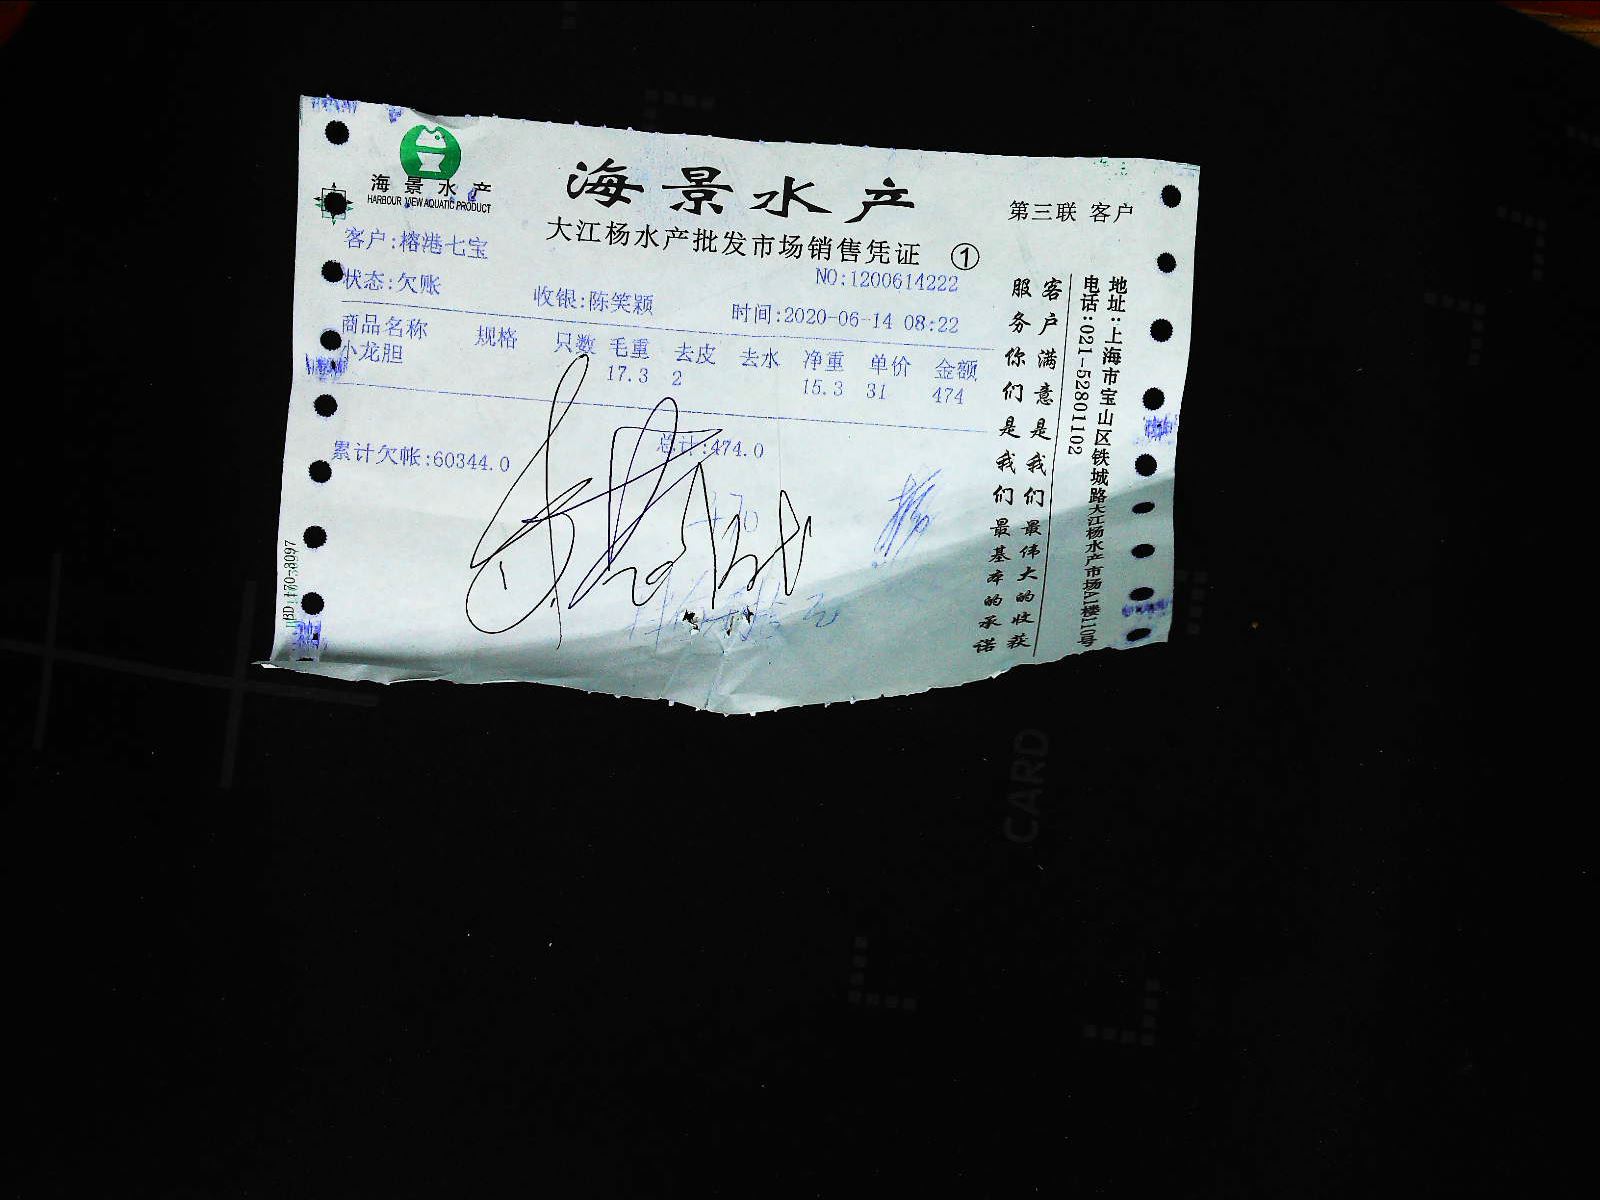 海景水产
HARBOUR VIEW AQUATIC PRODUCT
海景水产
第三联 客户
大江杨水产批发市场销售凭证 ①
客户:榕港七宝
NO:1200614222
状态:欠账
收银:陈笑颖
时间:2020-06-14 08:22
商品名称 规格 只数 毛重 去皮 去水 净重 单价 金额
小龙胆 17.3 2 15.3 31 474
累计欠帐:60344.0
总计:474.0
客户满意是我们最伟大的收获
服务你们是我们最基本的承诺
地址:上海市宝山区铁城路大江杨水产市场A1楼110号
电话:021-52801102
CARD